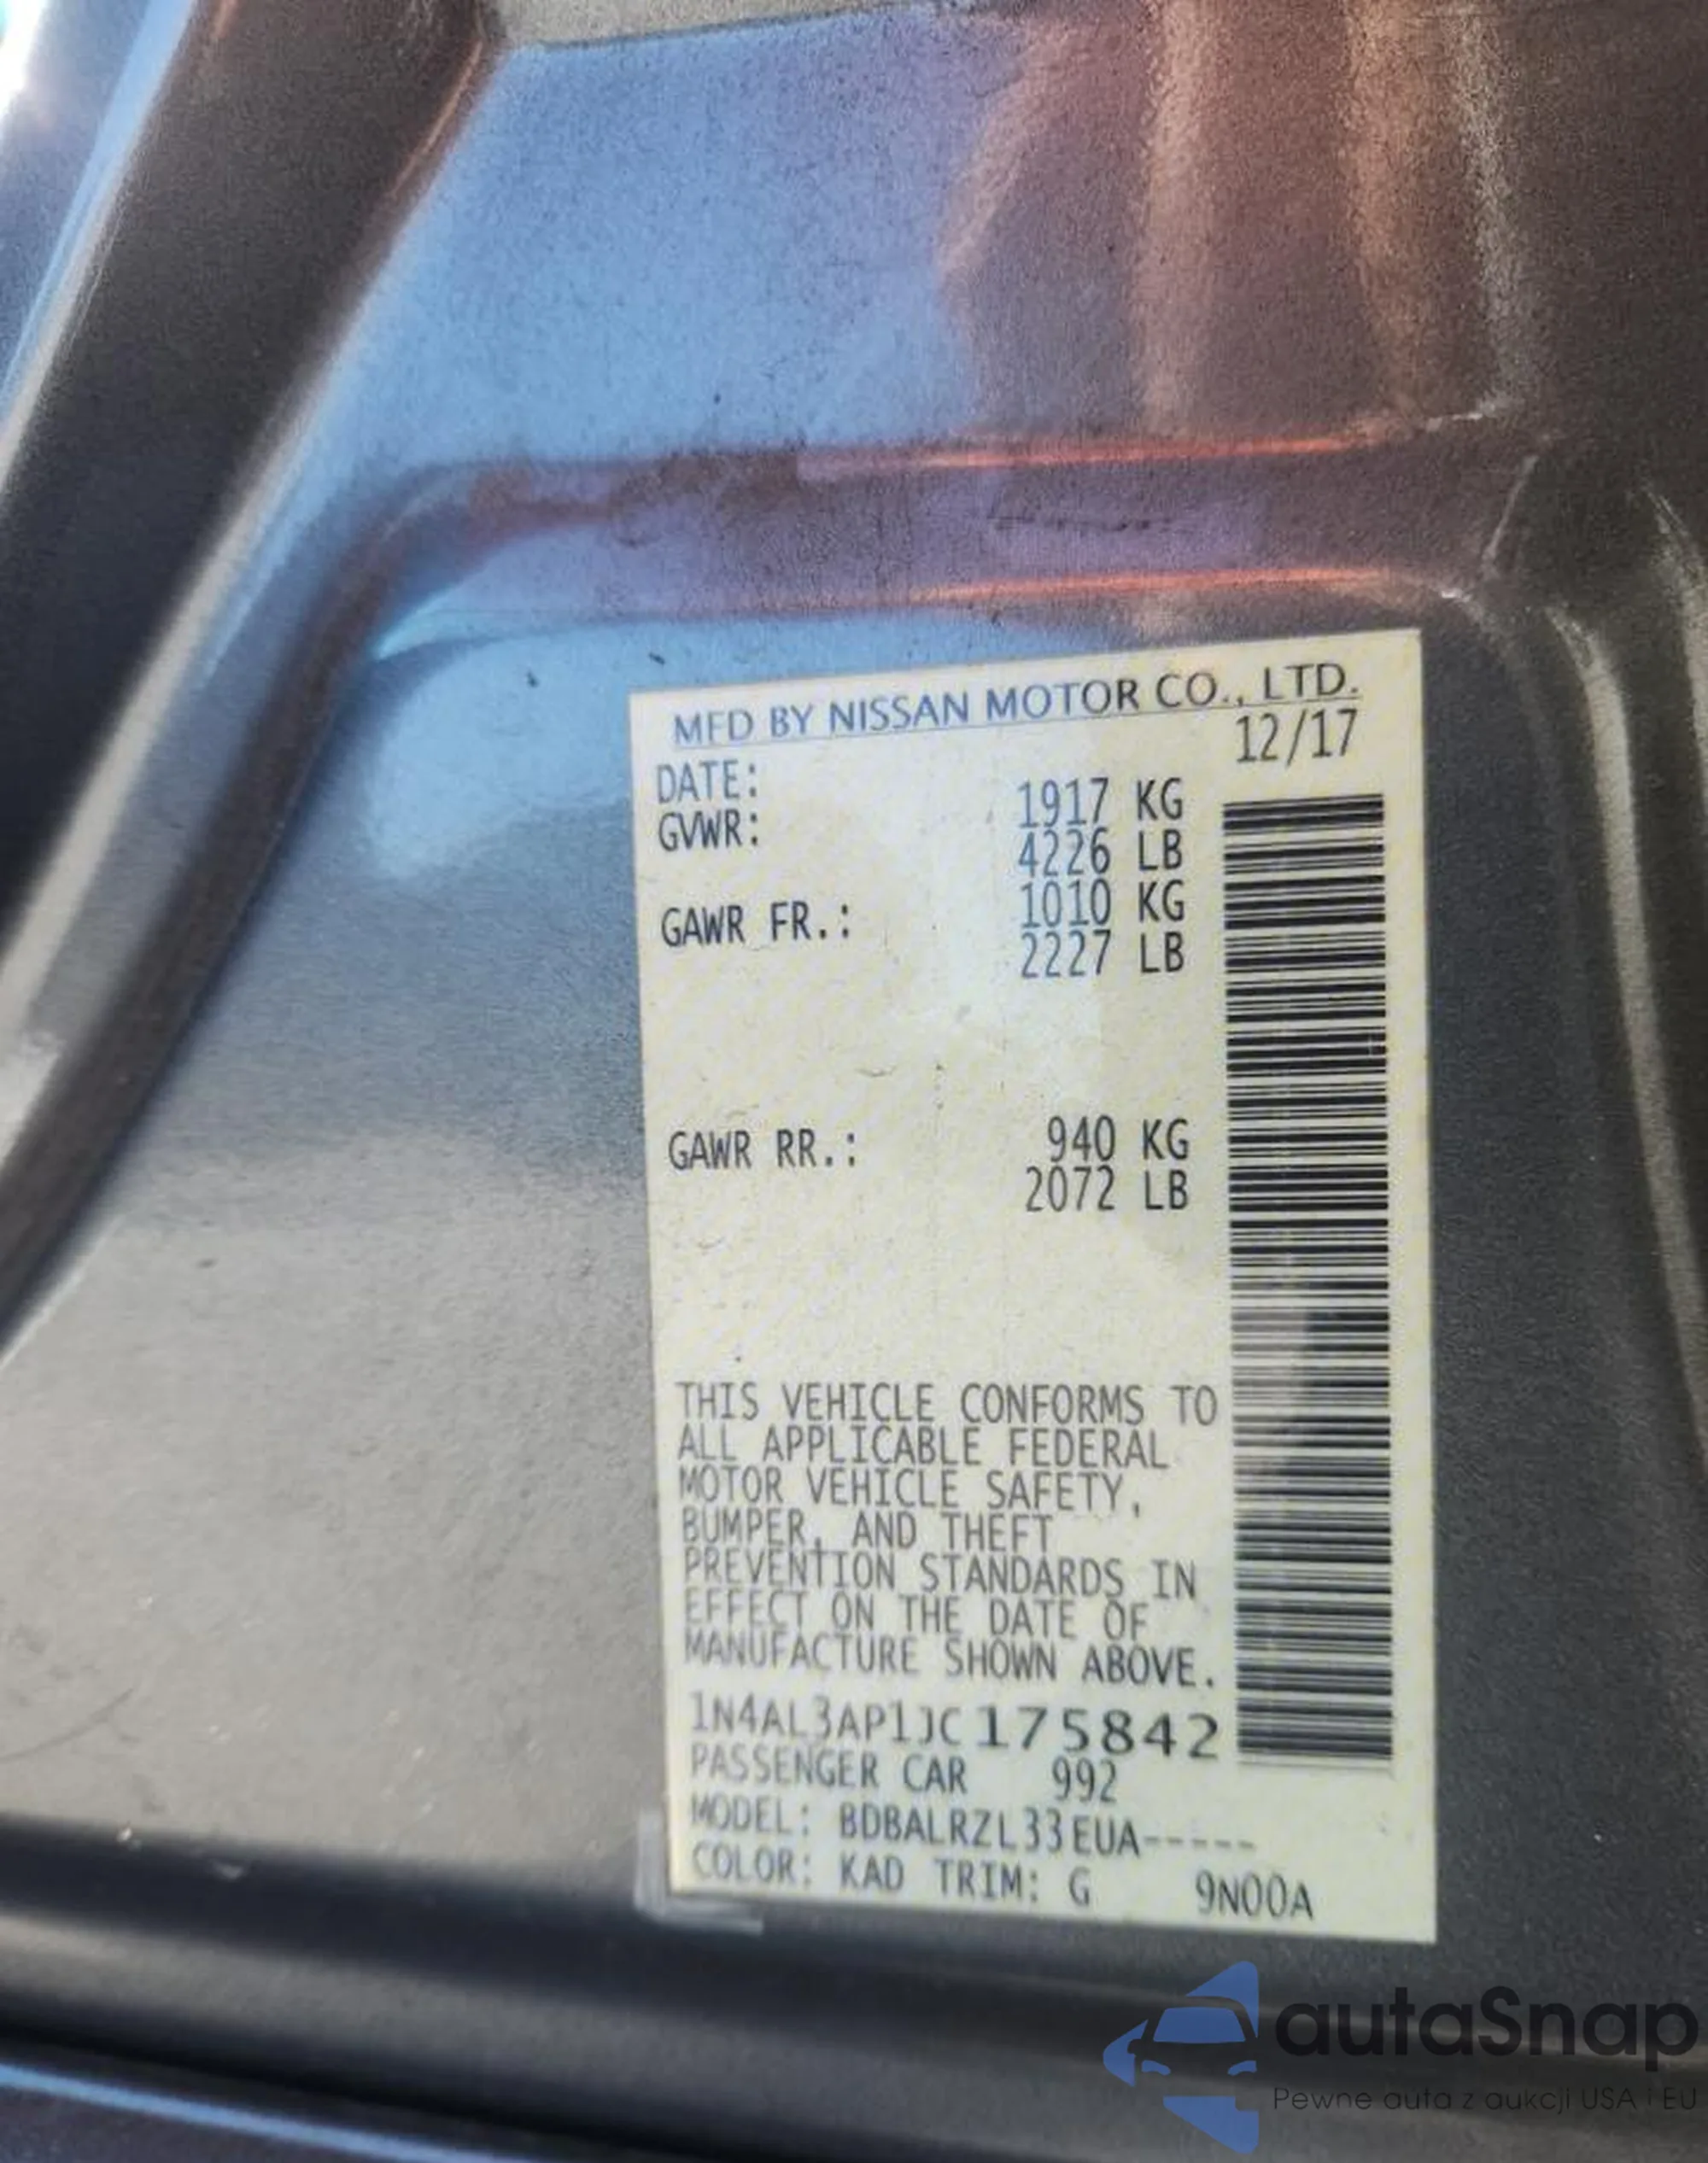 MFD BY NISSAN MOTOR CO., LTD.
12/17
DATE:
GVWR: 1917 KG
4226 LB
GAWR FR.: 1010 KG
2227 LB
GAWR RR.: 940 KG
2072 LB
THIS VEHICLE CONFORMS TO
ALL APPLICABLE FEDERAL
MOTOR VEHICLE SAFETY,
BUMPER, AND THEFT
PREVENTION STANDARDS IN
EFFECT ON THE DATE OF
MANUFACTURE SHOWN ABOVE.
1N4AL3AP1JC175842
PASSENGER CAR 992
MODEL: BDBALRZL33EUA-----
COLOR: KAD TRIM: G 9N00A
autaSnap
Pewne auta z aukcji USA i EU